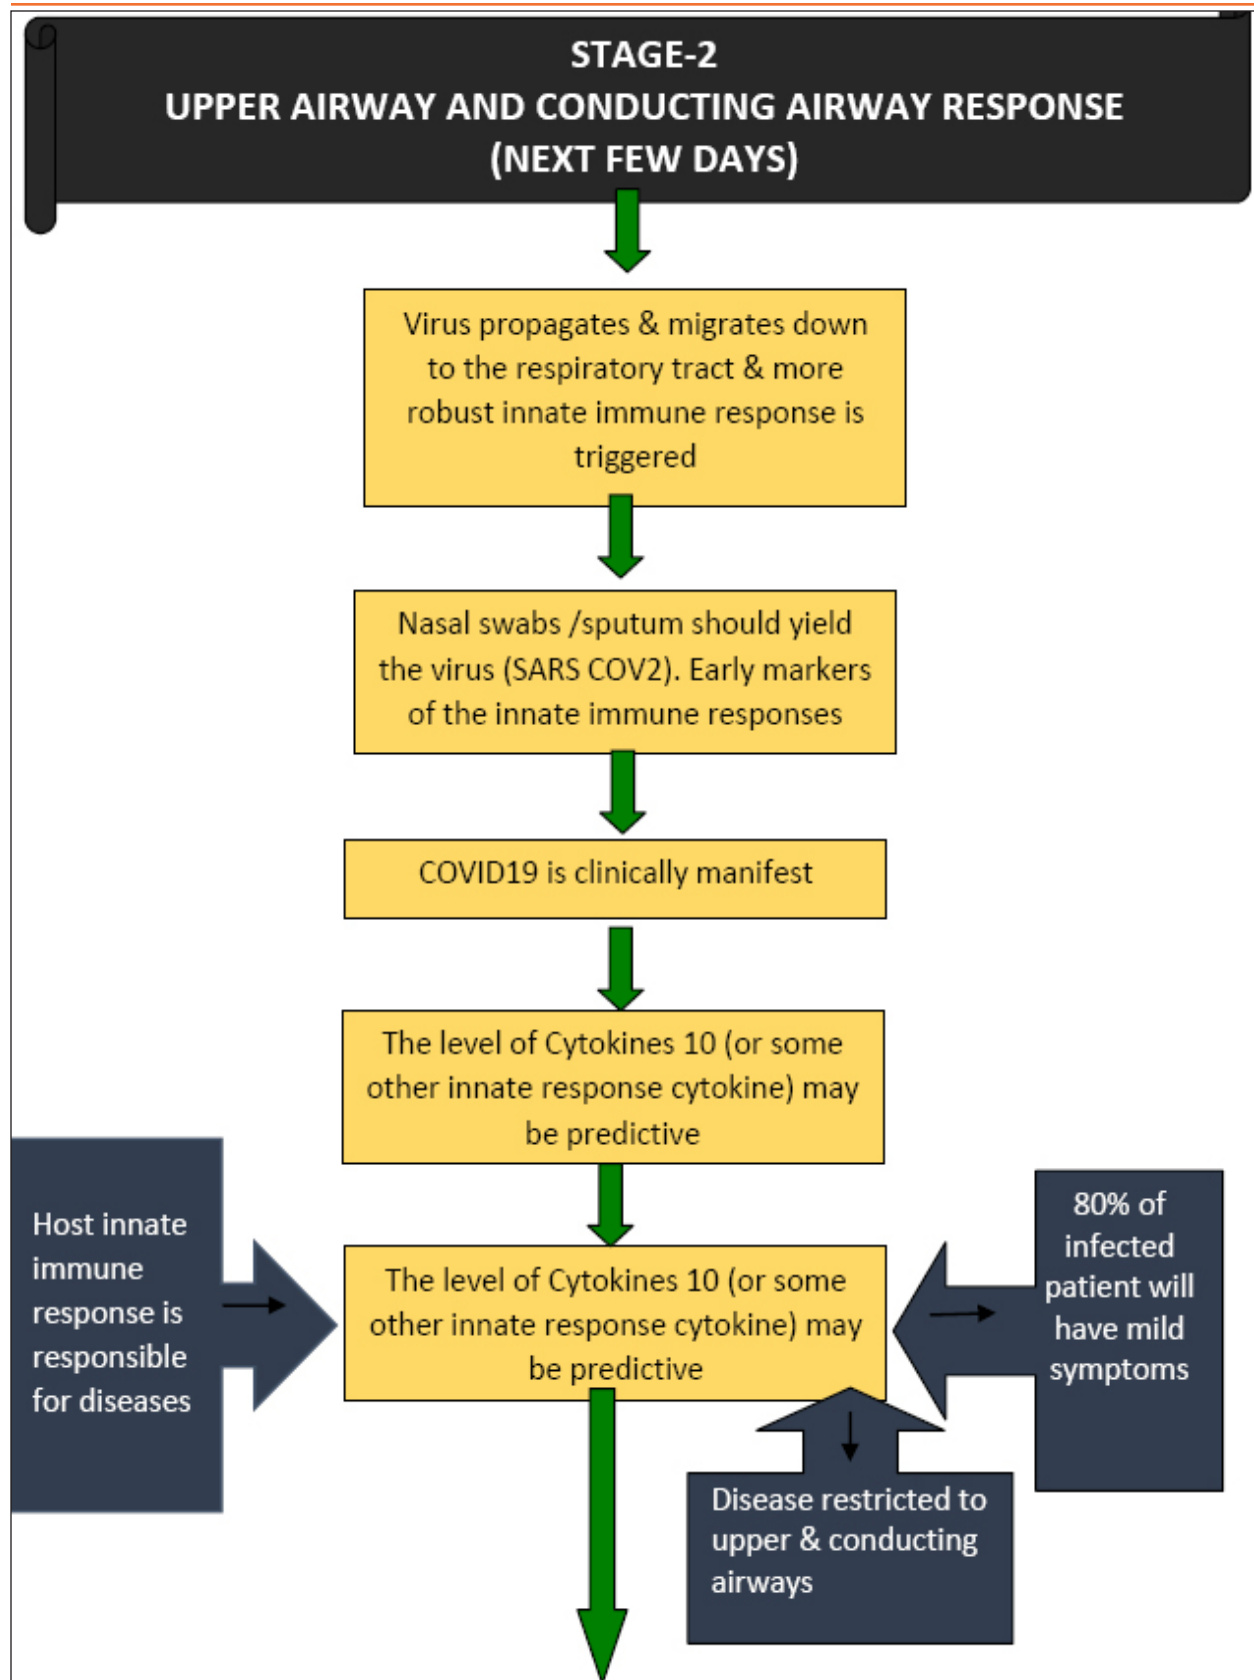 STAGE-2
UPPER AIRWAY AND CONDUCTING AIRWAY RESPONSE
(NEXT FEW DAYS)
Virus propagates & migrates down
to the respiratory tract & more
robust innate immune response is
triggered
Nasal swabs /sputum should yield
the virus (SARS COV2). Early markers
of the innate immune responses
COVID19 is clinically manifest
The level of Cytokines 10 (or some
other innate response cytokine) may
be predictive
Host innate
immune
response is
responsible
for diseases
The level of Cytokines 10 (or some
other innate response cytokine) may
be predictive
80% of
infected
patient will
have mild
symptoms
Disease restricted to
upper & conducting
airways